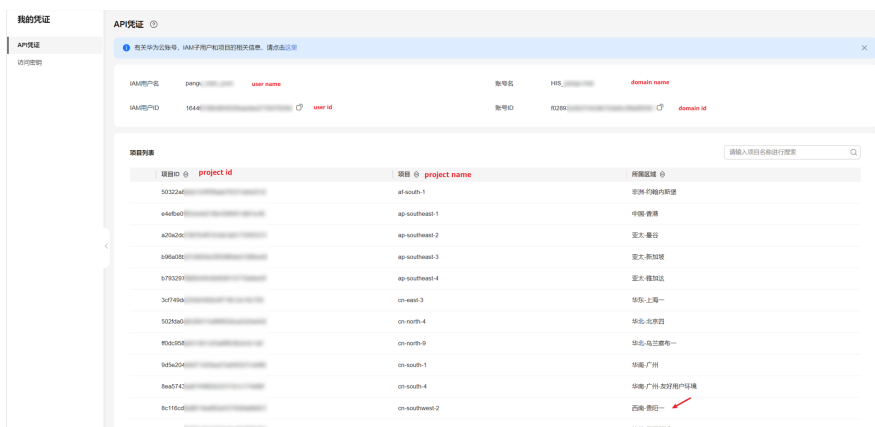 我的凭证
API凭证
访问密钥
API凭证
有关华为云账号、IAM子用户和项目的相关信息，请点击这里
IAM用户名 pangu user name 账号名 HIS_ domain name
IAM用户ID 1644 user id 账号ID f0269 domain id
项目列表 请输入项目名称进行搜索
项目ID project id 项目 project name 所属区域
50322a af-south-1 非洲-约翰内斯堡
e4efbe0 ap-southeast-1 中国-香港
a20a2d ap-southeast-2 亚太-曼谷
b96a08 ap-southeast-3 亚太-新加坡
b79329 ap-southeast-4 亚太-雅加达
3cf749d cn-east-3 华东-上海一
502fda cn-north-4 华北-北京四
ff0dc958 cn-north-9 华北-乌兰察布一
9d5e204 cn-south-1 华南-广州
8ea5743 cn-south-4 华南-广州-友好用户环境
8c116cd cn-southwest-2 西南-贵阳一